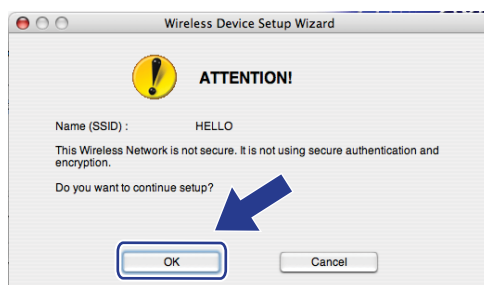 Wireless Device Setup Wizard
ATTENTION!
Name (SSID) : HELLO
This Wireless Network is not secure. It is not using secure authentication and
encryption.
Do you want to continue setup?
OK Cancel